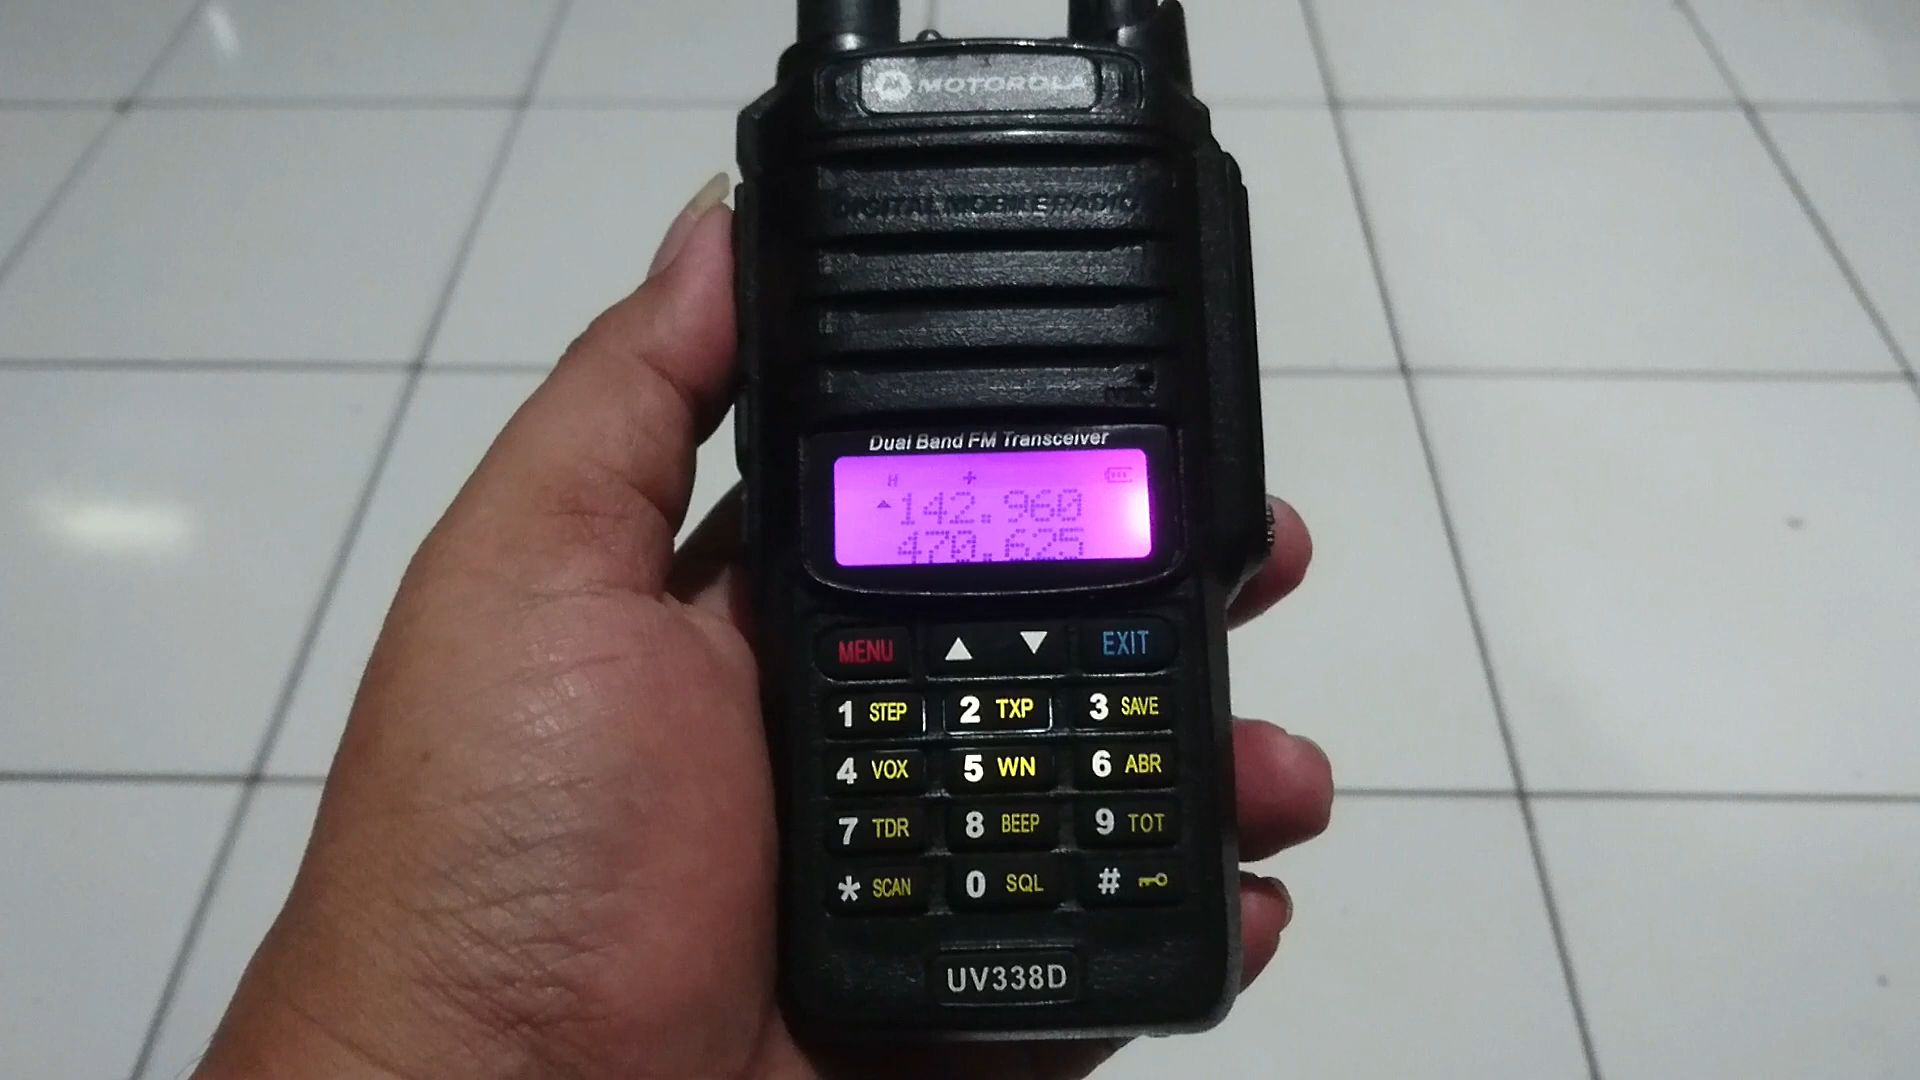 MOTOROLA
DIGITAL MOBILE RADIO
Dual Band FM Transceiver
H +
142.960
470.625
MENU ▲ ▼ EXIT
1 STEP 2 TXP 3 SAVE
4 VOX 5 WN 6 ABR
7 TDR 8 BEEP 9 TOT
* SCAN 0 SQL #
UV338D